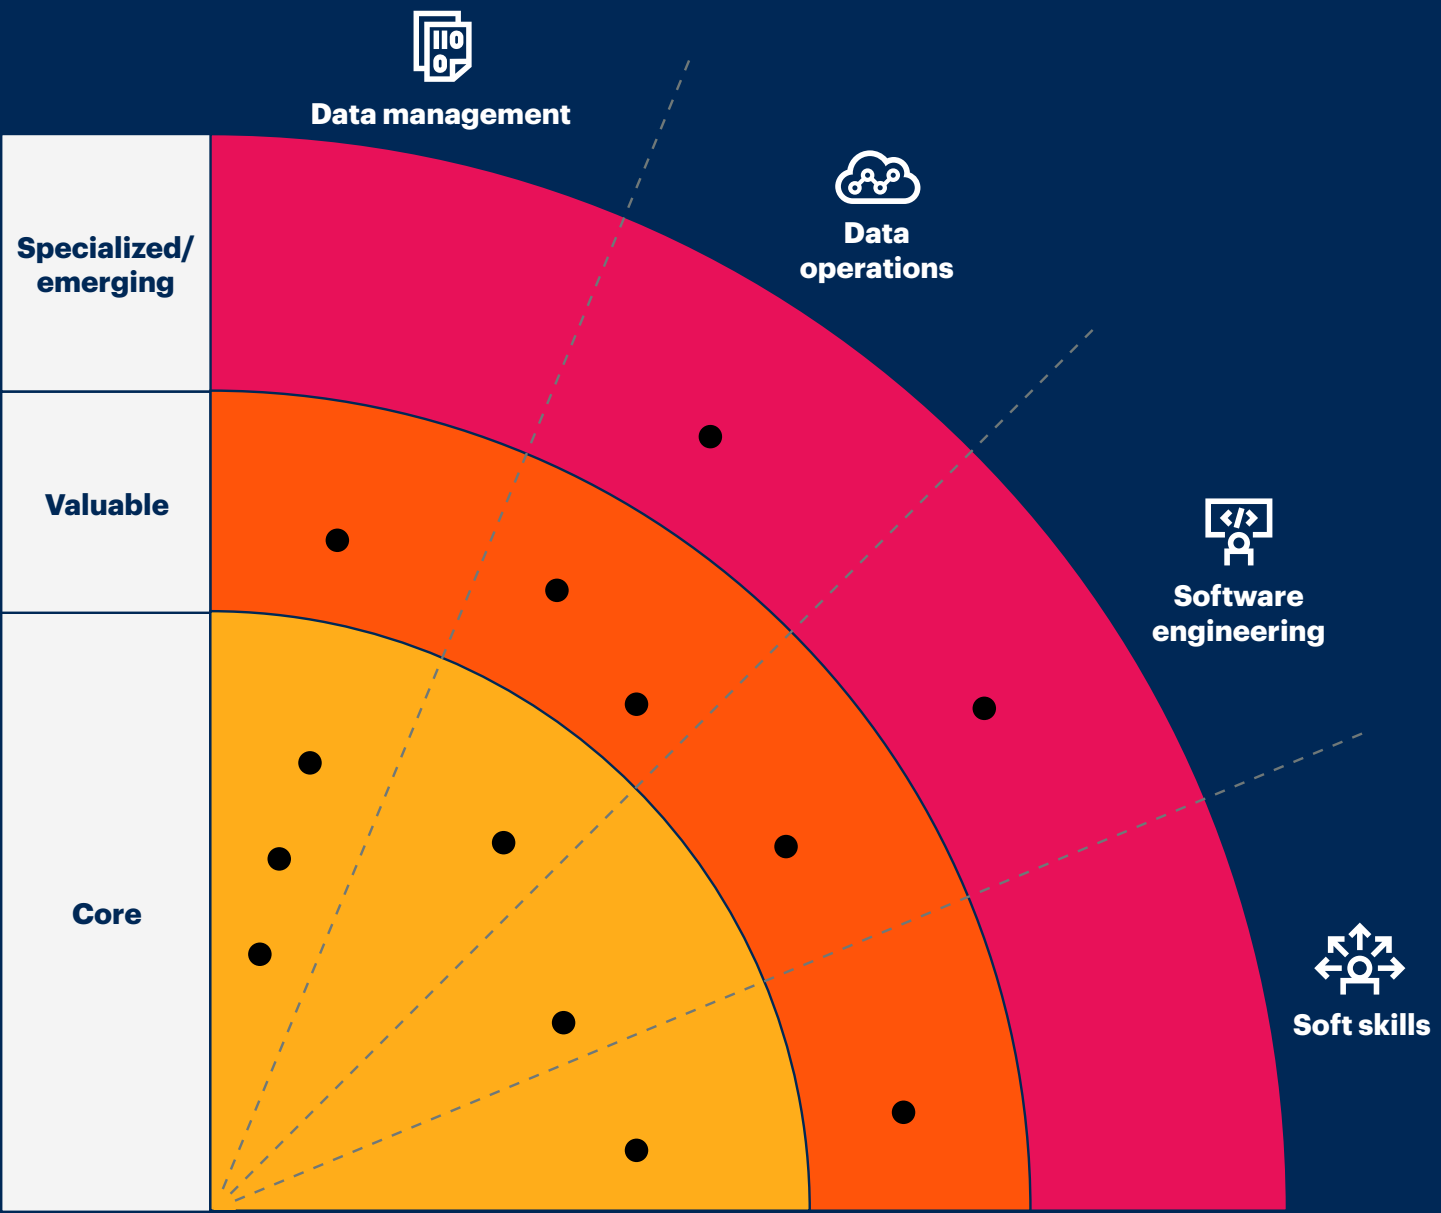 Data management
Data
operations
Software
engineering
Soft skills
Specialized/
emerging
Valuable
Core